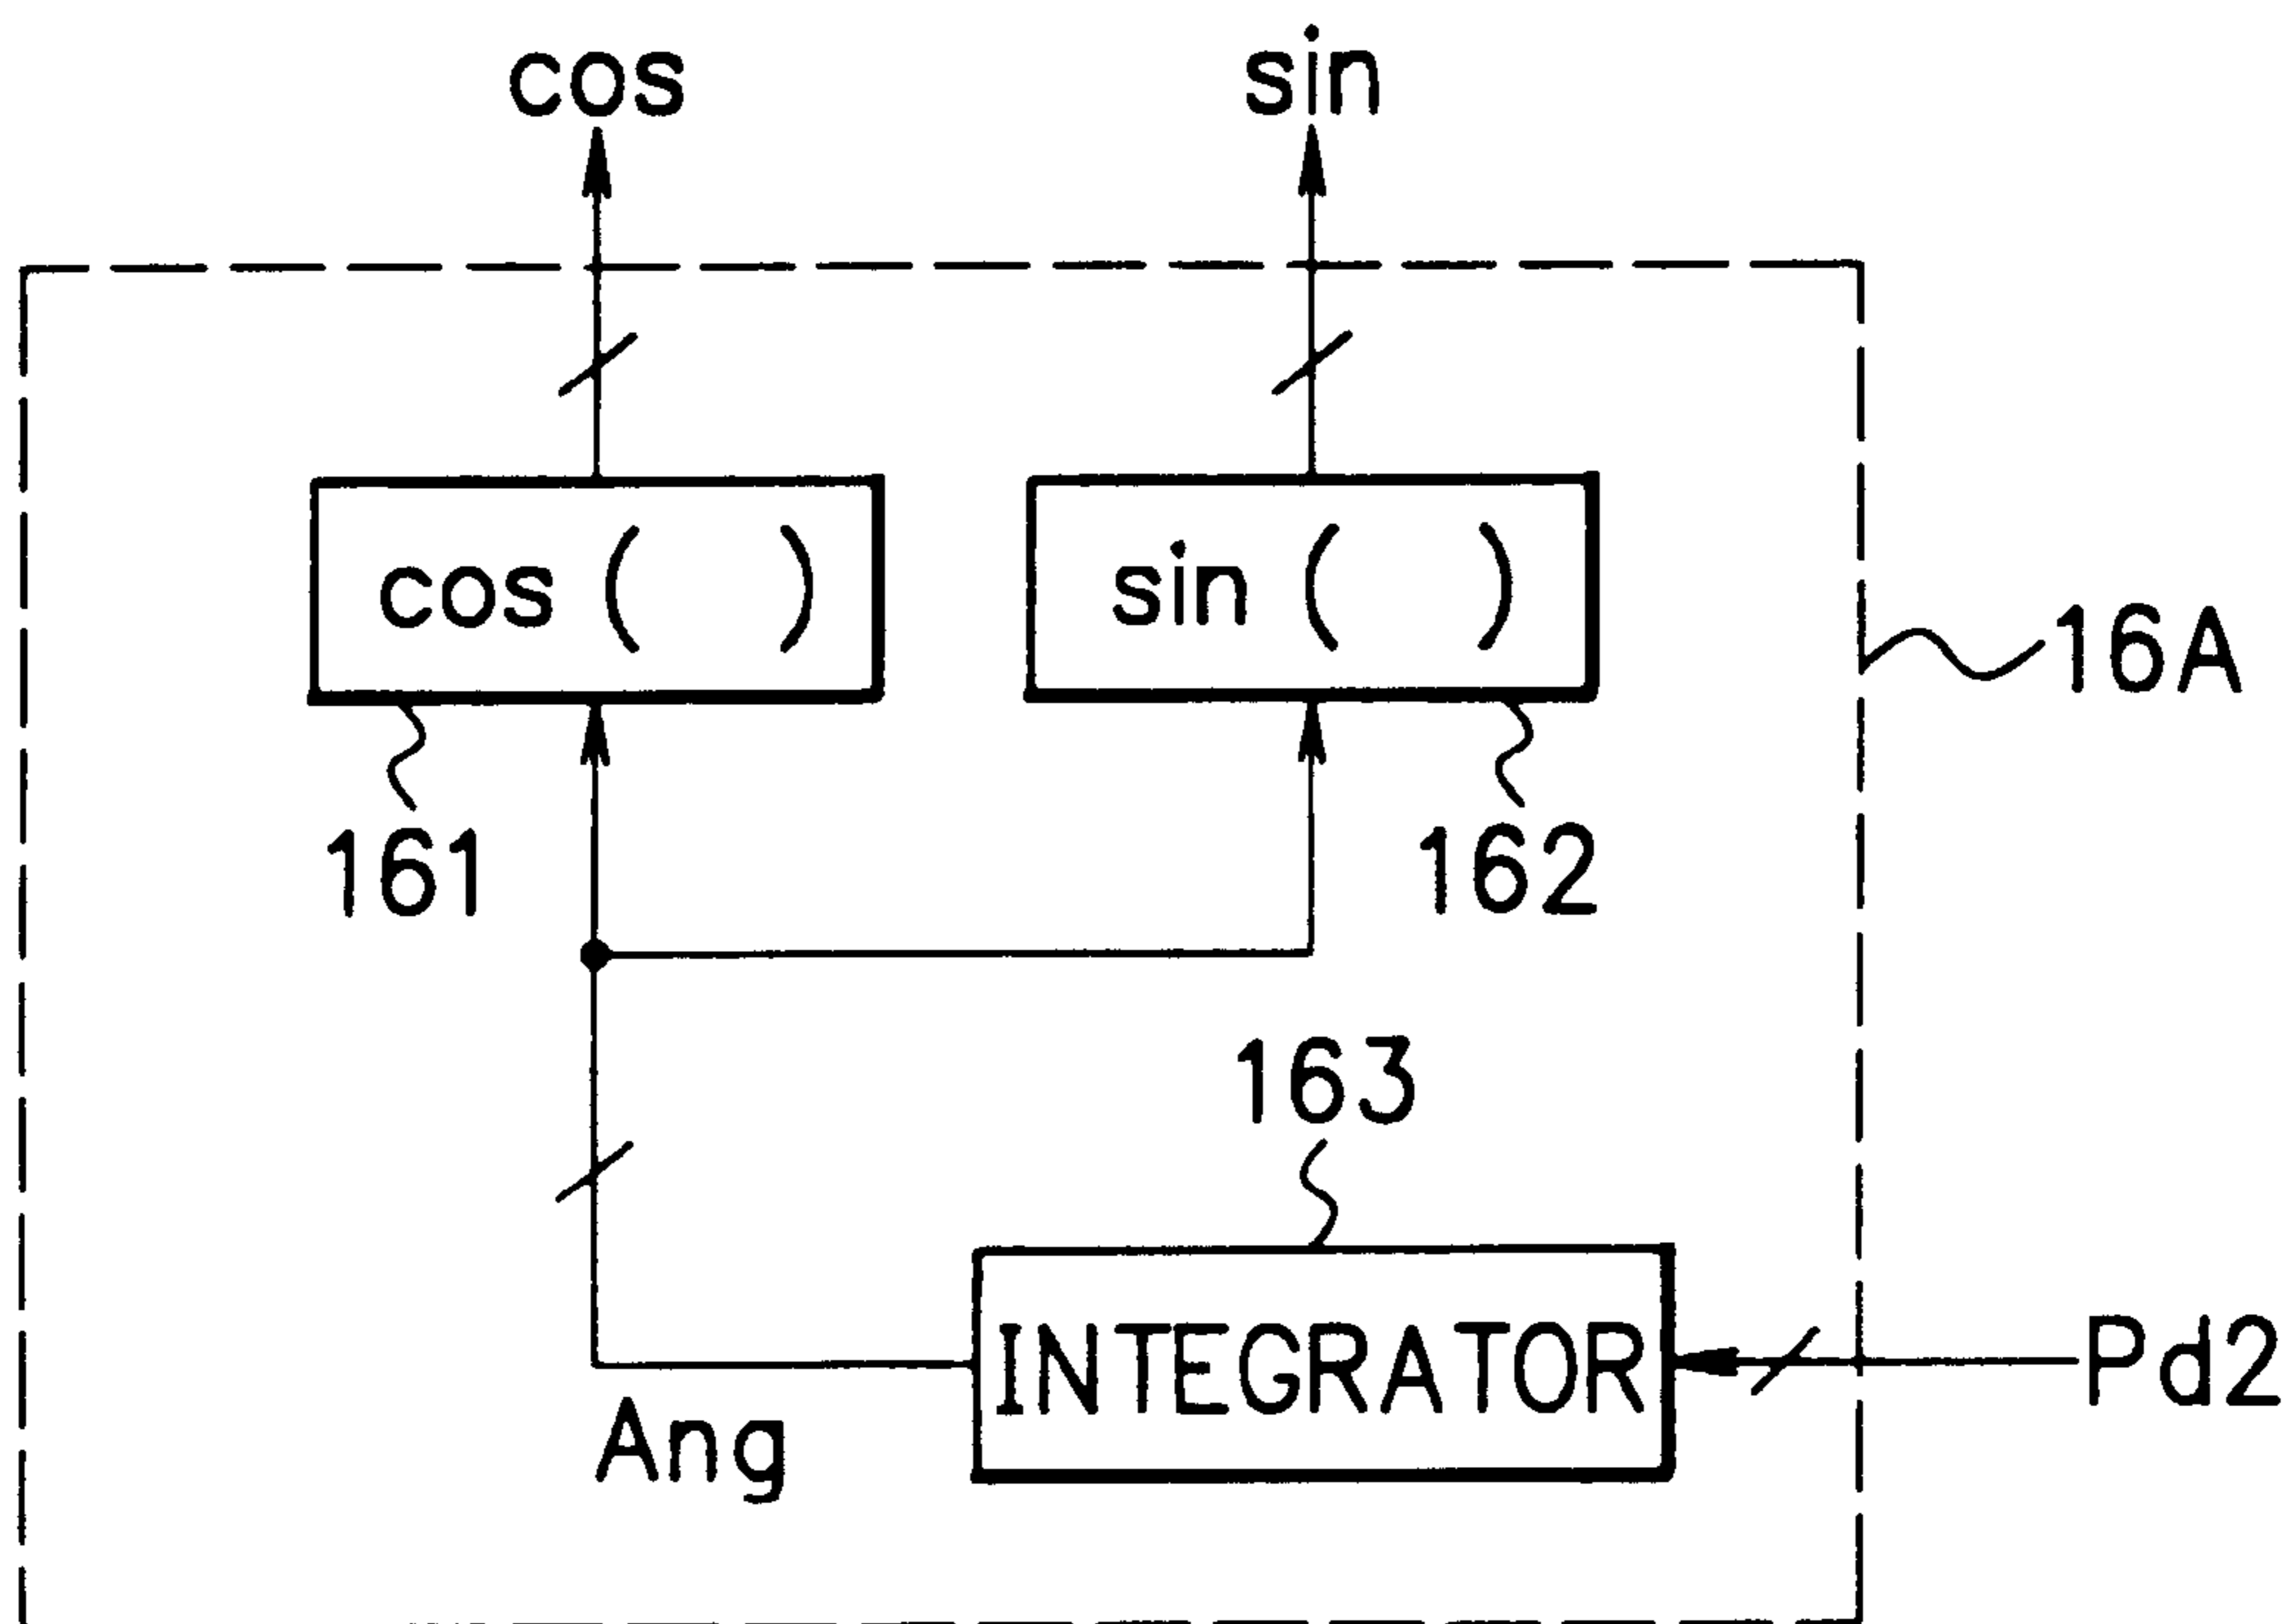 cos sin
cos ( ) sin ( )
16A
161 162
163
INTEGRATOR Pd2
Ang